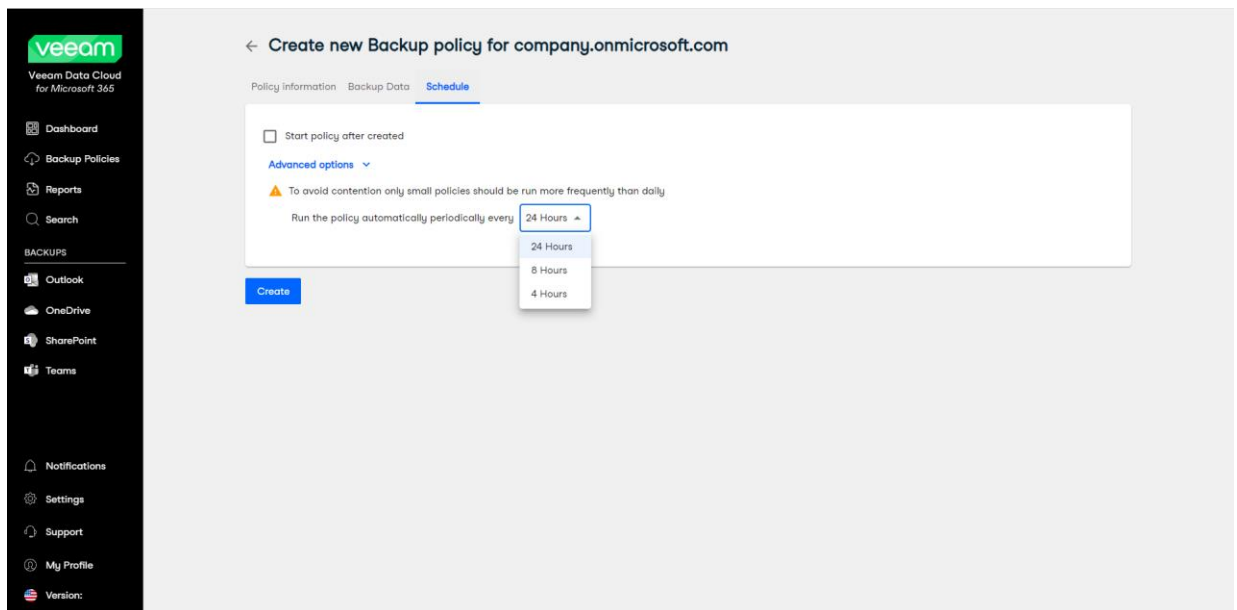 veeam
Veeam Data Cloud
for Microsoft 365
Dashboard
Backup Policies
Reports
Search
BACKUPS
Outlook
OneDrive
SharePoint
Teams
Notifications
Settings
Support
My Profile
Version:
← Create new Backup policy for company.onmicrosoft.com
Policy information Backup Data Schedule
Start policy after created
Advanced options
To avoid contention only small policies should be run more frequently than daily
Run the policy automatically periodically every 24 Hours
24 Hours
8 Hours
4 Hours
Create